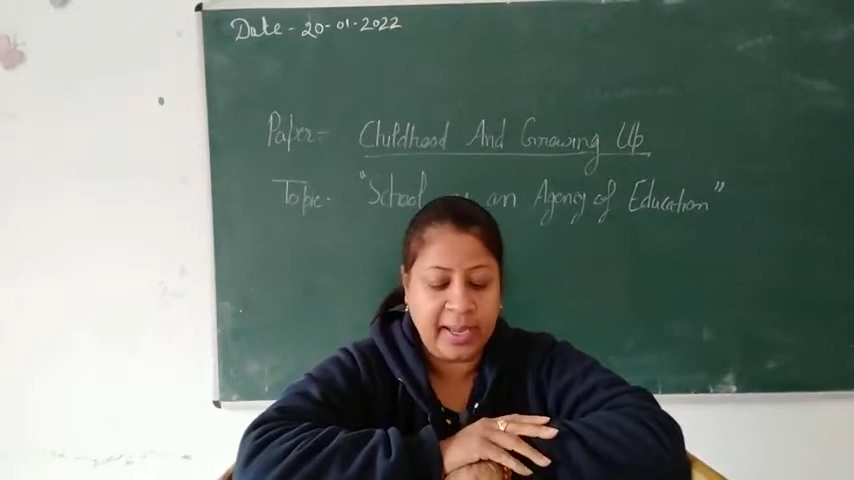 Date - 20-01-2022
Paper - Childhood And Growing Up
Topic - "School an Agency of Education"